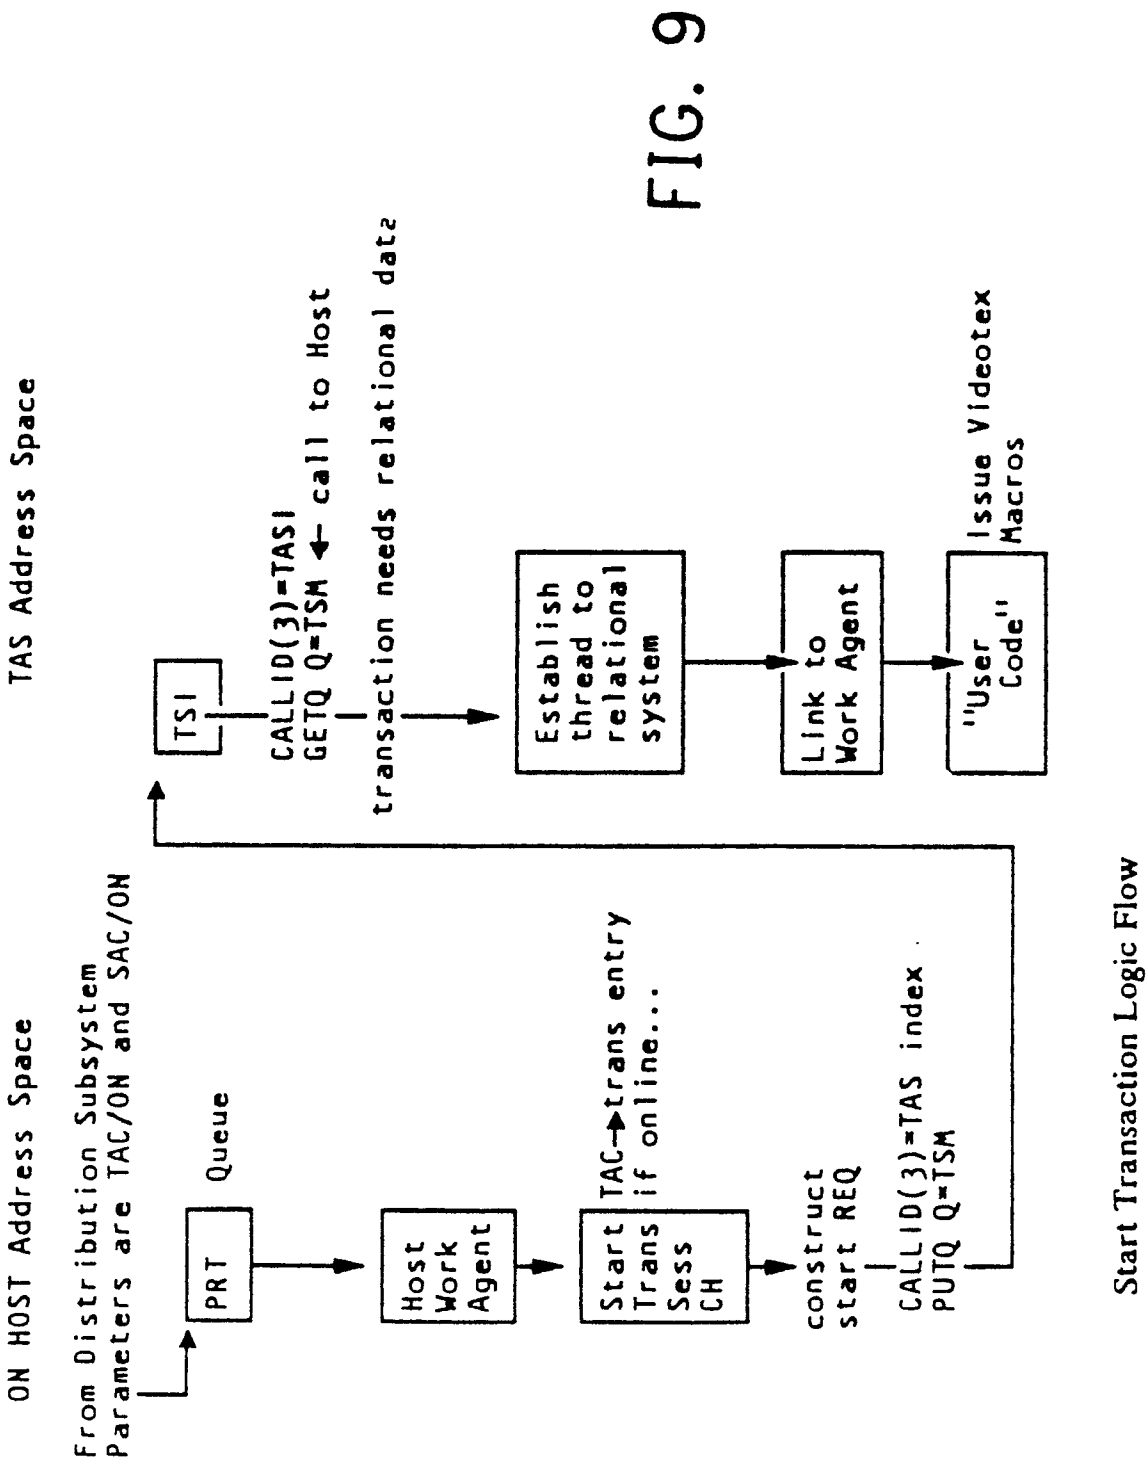 ON HOST Address Space
From Distribution Subsystem
Parameters are TAC/ON and SAC/ON
PRT
Queue
Host
Work
Agent
Start
Trans
Sess
CH
TAC→trans entry
if online...
construct
start REQ
CALLID(3)=TAS index
PUTQ Q=TSM
TAS Address Space
TSI
CALLID(3)=TASI
GETQ Q=TSM ← call to Host
transaction needs relational data
Establish
thread to
relational
system
Link to
Work Agent
"User
Code"
Issue Videotex
Macros
Start Transaction Logic Flow
FIG. 9